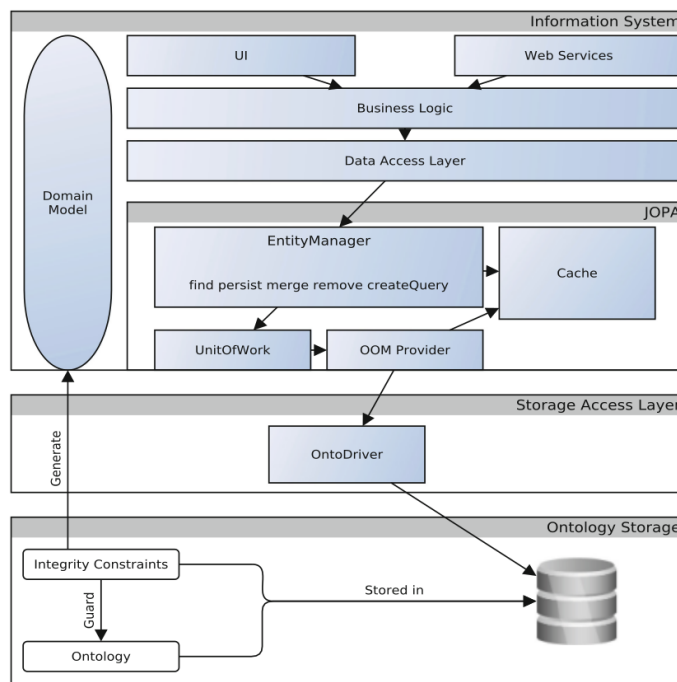 Information System
UI
Web Services
Business Logic
Data Access Layer
Domain
Model
JOPA
EntityManager
find persist merge remove createQuery
Cache
UnitOfWork
OOM Provider
Storage Access Layer
Generate
OntoDriver
Ontology Storage
Integrity Constraints
Guard
Stored in
Ontology